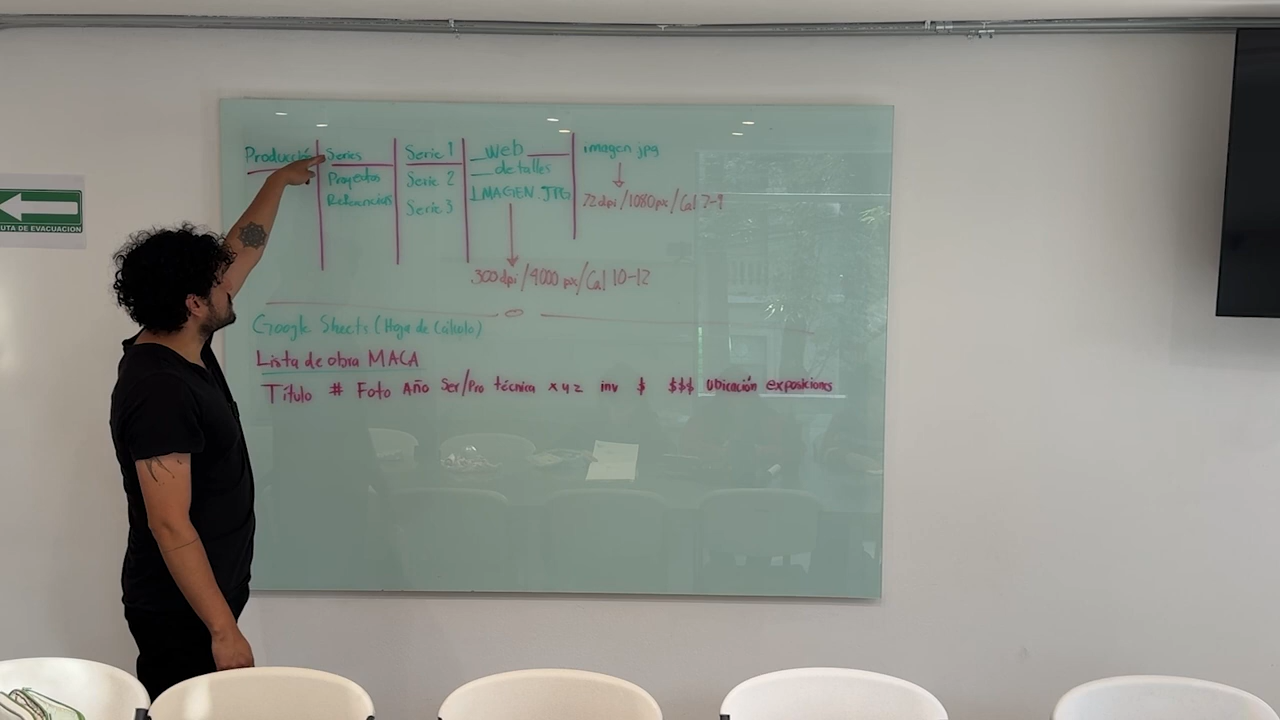 Producción
Series
Proyectos
Referencias
Serie 1
Serie 2
Serie 3
web
detalles
IMAGEN.JPG
300dpi/4000px/Cal 10-12
imagen jpg
72dpi/1080px/Cal 7-9
Google Sheets (Hoja de Cálculo)
Lista de obra MACA
Título # Foto Año Ser/Pro técnica x y z inv $ $$$ Ubicación exposiciones
UTA DE EVACUACION